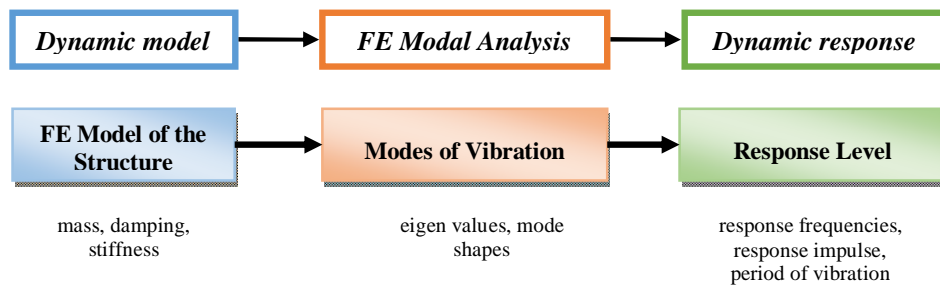 Dynamic model
FE Modal Analysis
Dynamic response
FE Model of the
Structure
Modes of Vibration
Response Level
mass, damping,
stiffness
eigen values, mode
shapes
response frequencies,
response impulse,
period of vibration